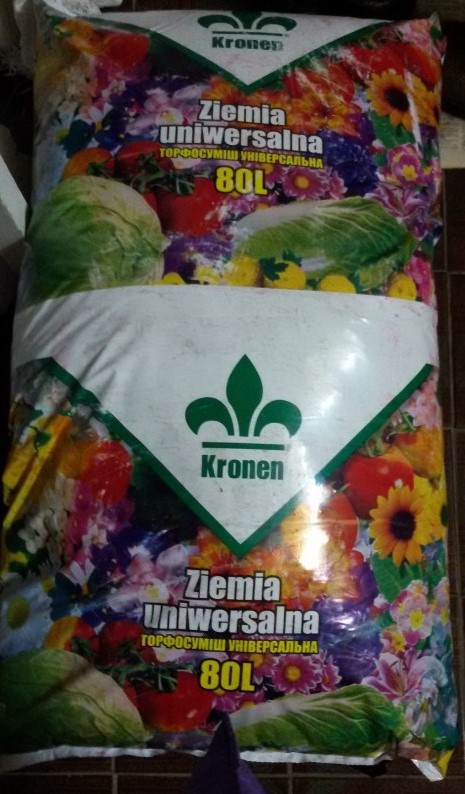 Kronen
Ziemia
uniwersalna
ТОРФОСУМІШ УНІВЕРСАЛЬНА
80L
Kronen
Ziemia
uniwersalna
ТОРФОСУМІШ УНІВЕРСАЛЬНА
80L